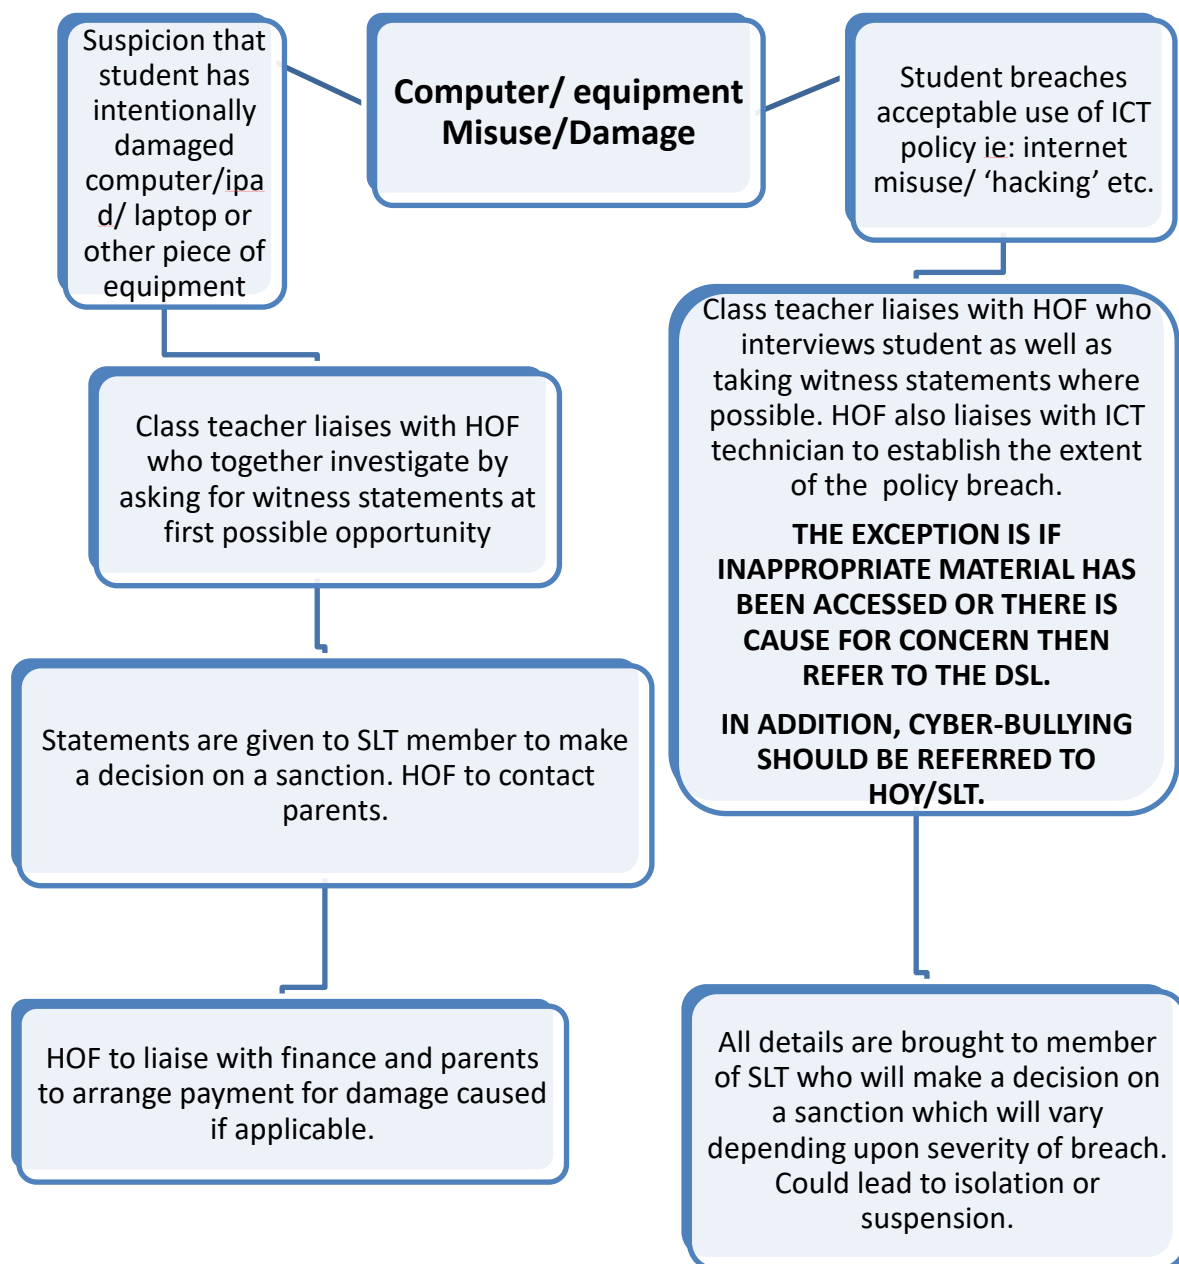 Computer/ equipment
Misuse/Damage
Suspicion that
student has
intentionally
damaged
computer/ipa
d/ laptop or
other piece of
equipment
Class teacher liaises with HOF
who together investigate by
asking for witness statements at
first possible opportunity
Statements are given to SLT member to make
a decision on a sanction. HOF to contact
parents.
HOF to liaise with finance and parents
to arrange payment for damage caused
if applicable.
Student breaches
acceptable use of ICT
policy ie: internet
misuse/ ‘hacking’ etc.
Class teacher liaises with HOF who
interviews student as well as
taking witness statements where
possible. HOF also liaises with ICT
technician to establish the extent
of the policy breach.
THE EXCEPTION IS IF
INAPPROPRIATE MATERIAL HAS
BEEN ACCESSED OR THERE IS
CAUSE FOR CONCERN THEN
REFER TO THE DSL.
IN ADDITION, CYBER-BULLYING
SHOULD BE REFERRED TO
HOY/SLT.
All details are brought to member
of SLT who will make a decision on
a sanction which will vary
depending upon severity of breach.
Could lead to isolation or
suspension.